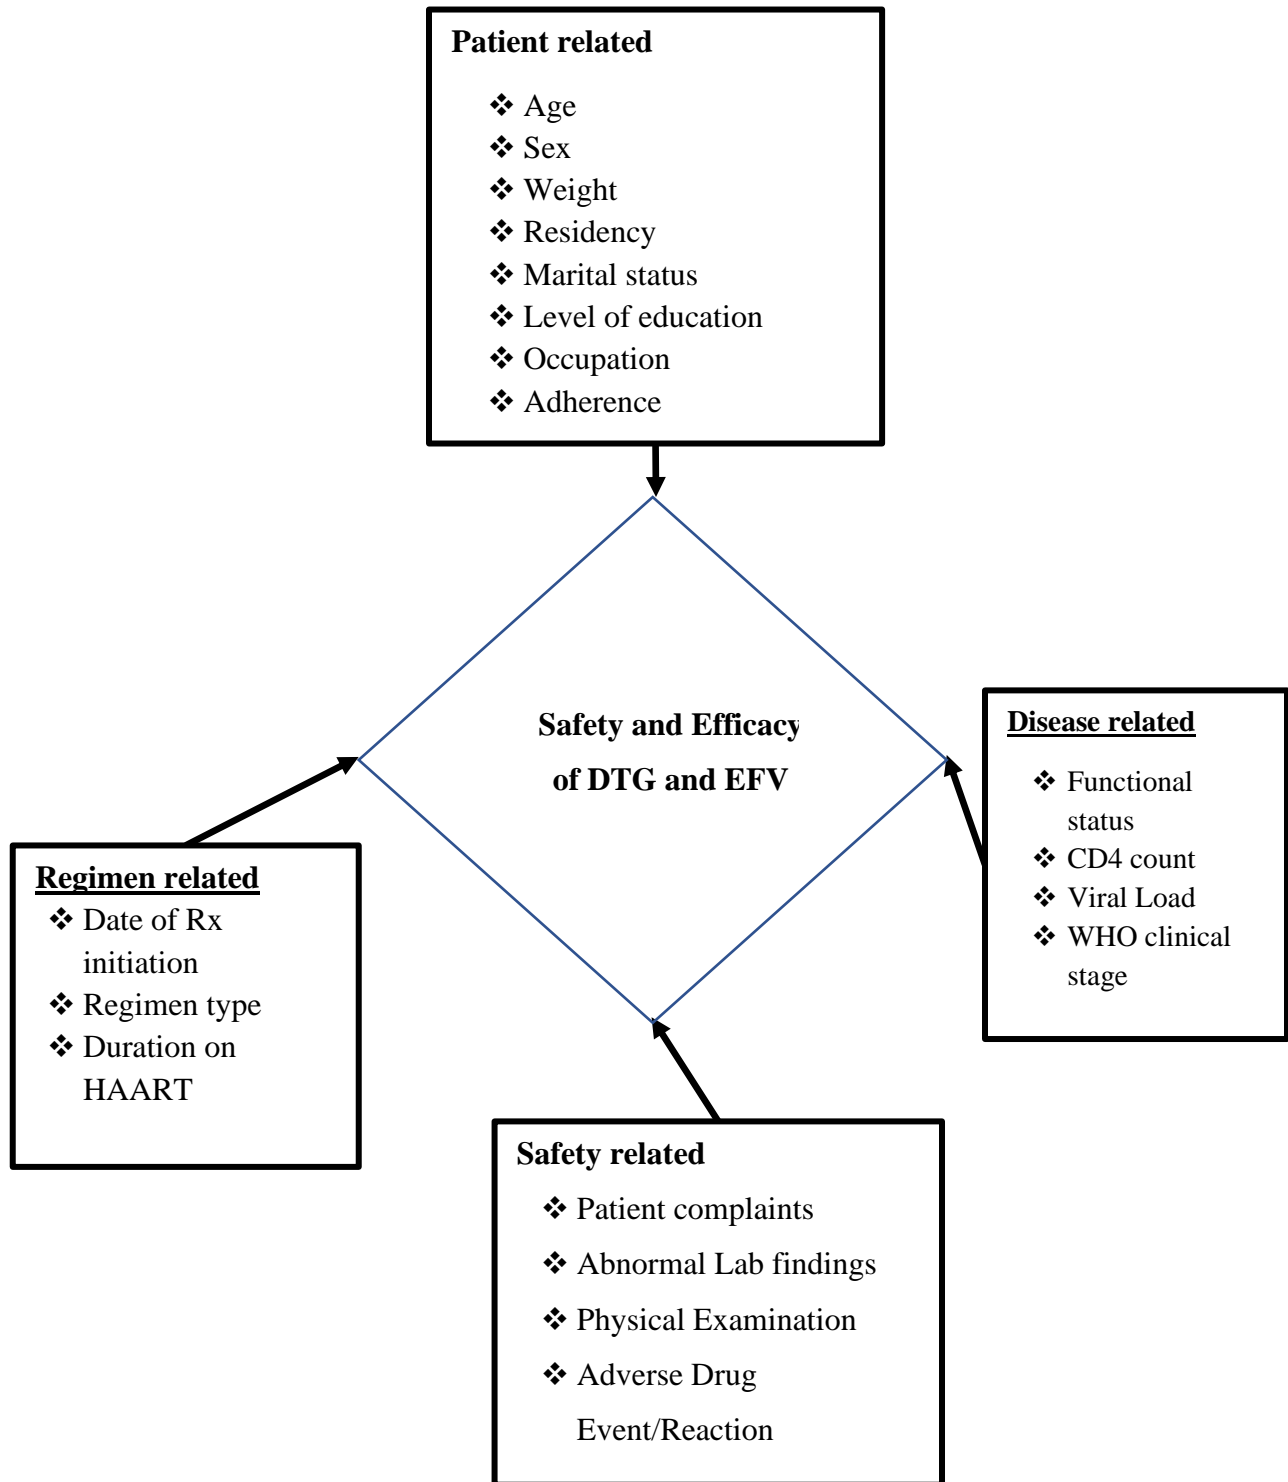 Patient related
❖ Age
❖ Sex
❖ Weight
❖ Residency
❖ Marital status
❖ Level of education
❖ Occupation
❖ Adherence
Safety and Efficacy
of DTG and EFV
Disease related
❖ Functional
status
❖ CD4 count
❖ Viral Load
❖ WHO clinical
stage
Regimen related
❖ Date of Rx
initiation
❖ Regimen type
❖ Duration on
HAART
Safety related
❖ Patient complaints
❖ Abnormal Lab findings
❖ Physical Examination
❖ Adverse Drug
Event/Reaction